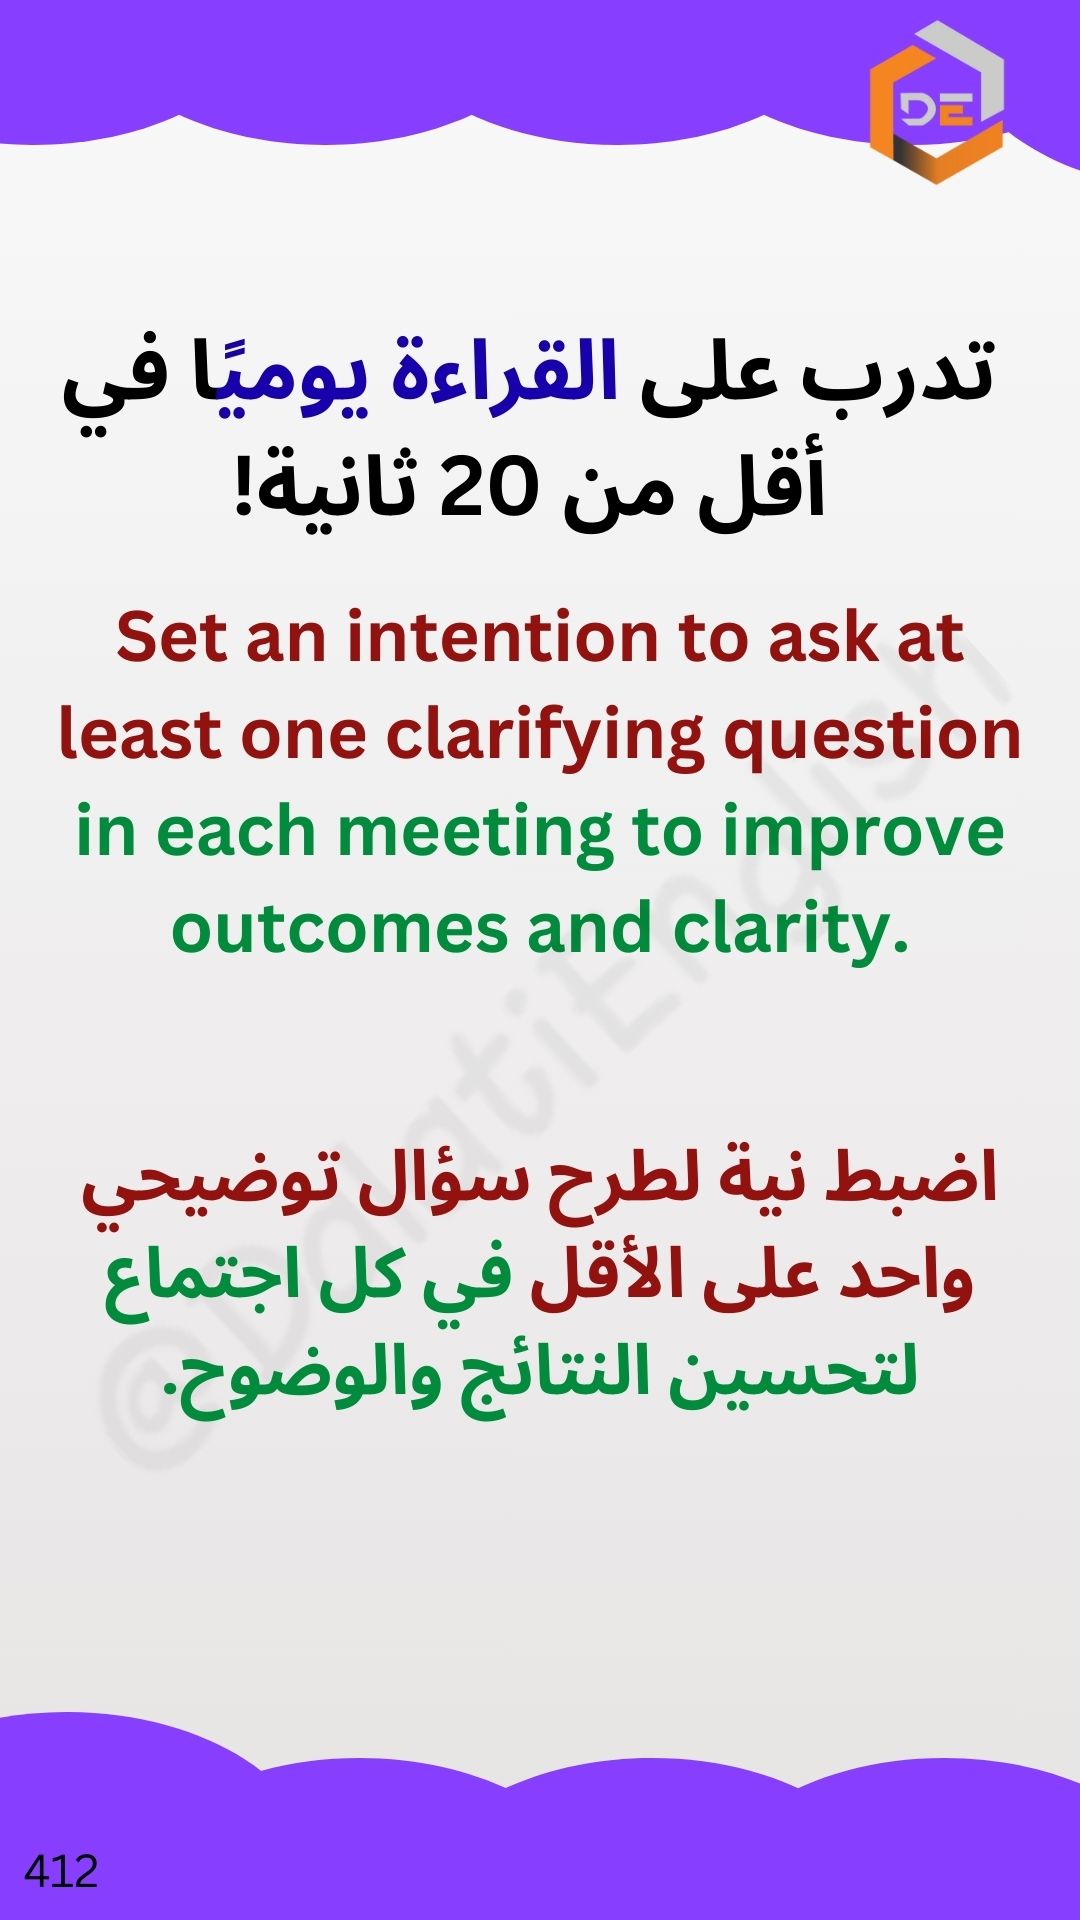 DE
تدرب على القراءة يوميًا في
أقل من 20 ثانية!
Set an intention to ask at
least one clarifying question
in each meeting to improve
outcomes and clarity.
اضبط نية لطرح سؤال توضيحي
واحد على الأقل في كل اجتماع
لتحسين النتائج والوضوح.
@DalatiEnglish
412